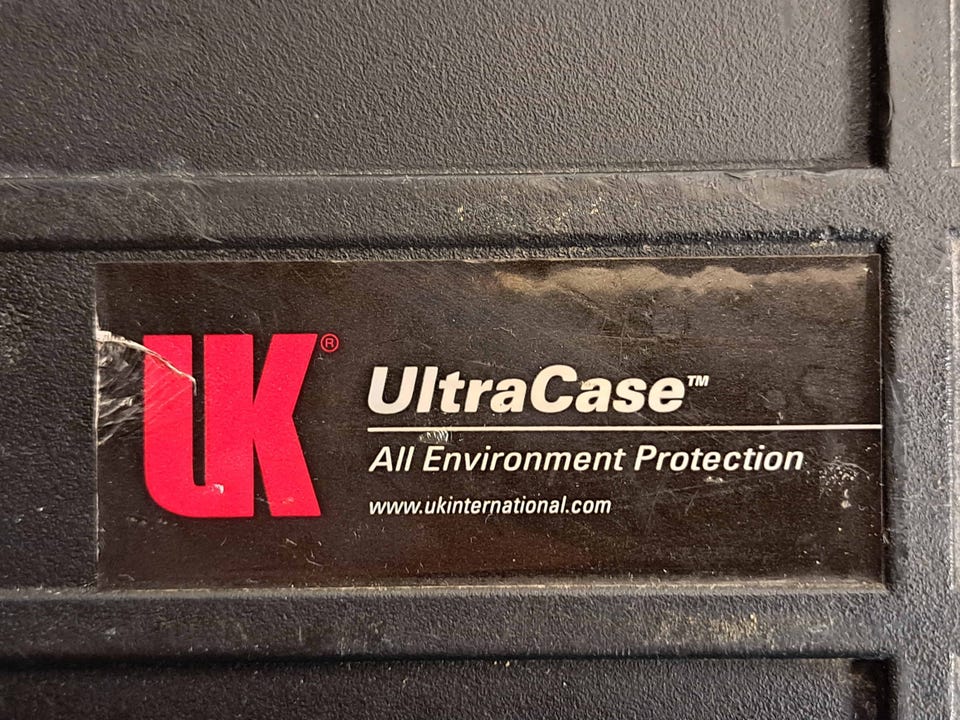 UK®
UltraCase™
All Environment Protection
www.ukinternational.com